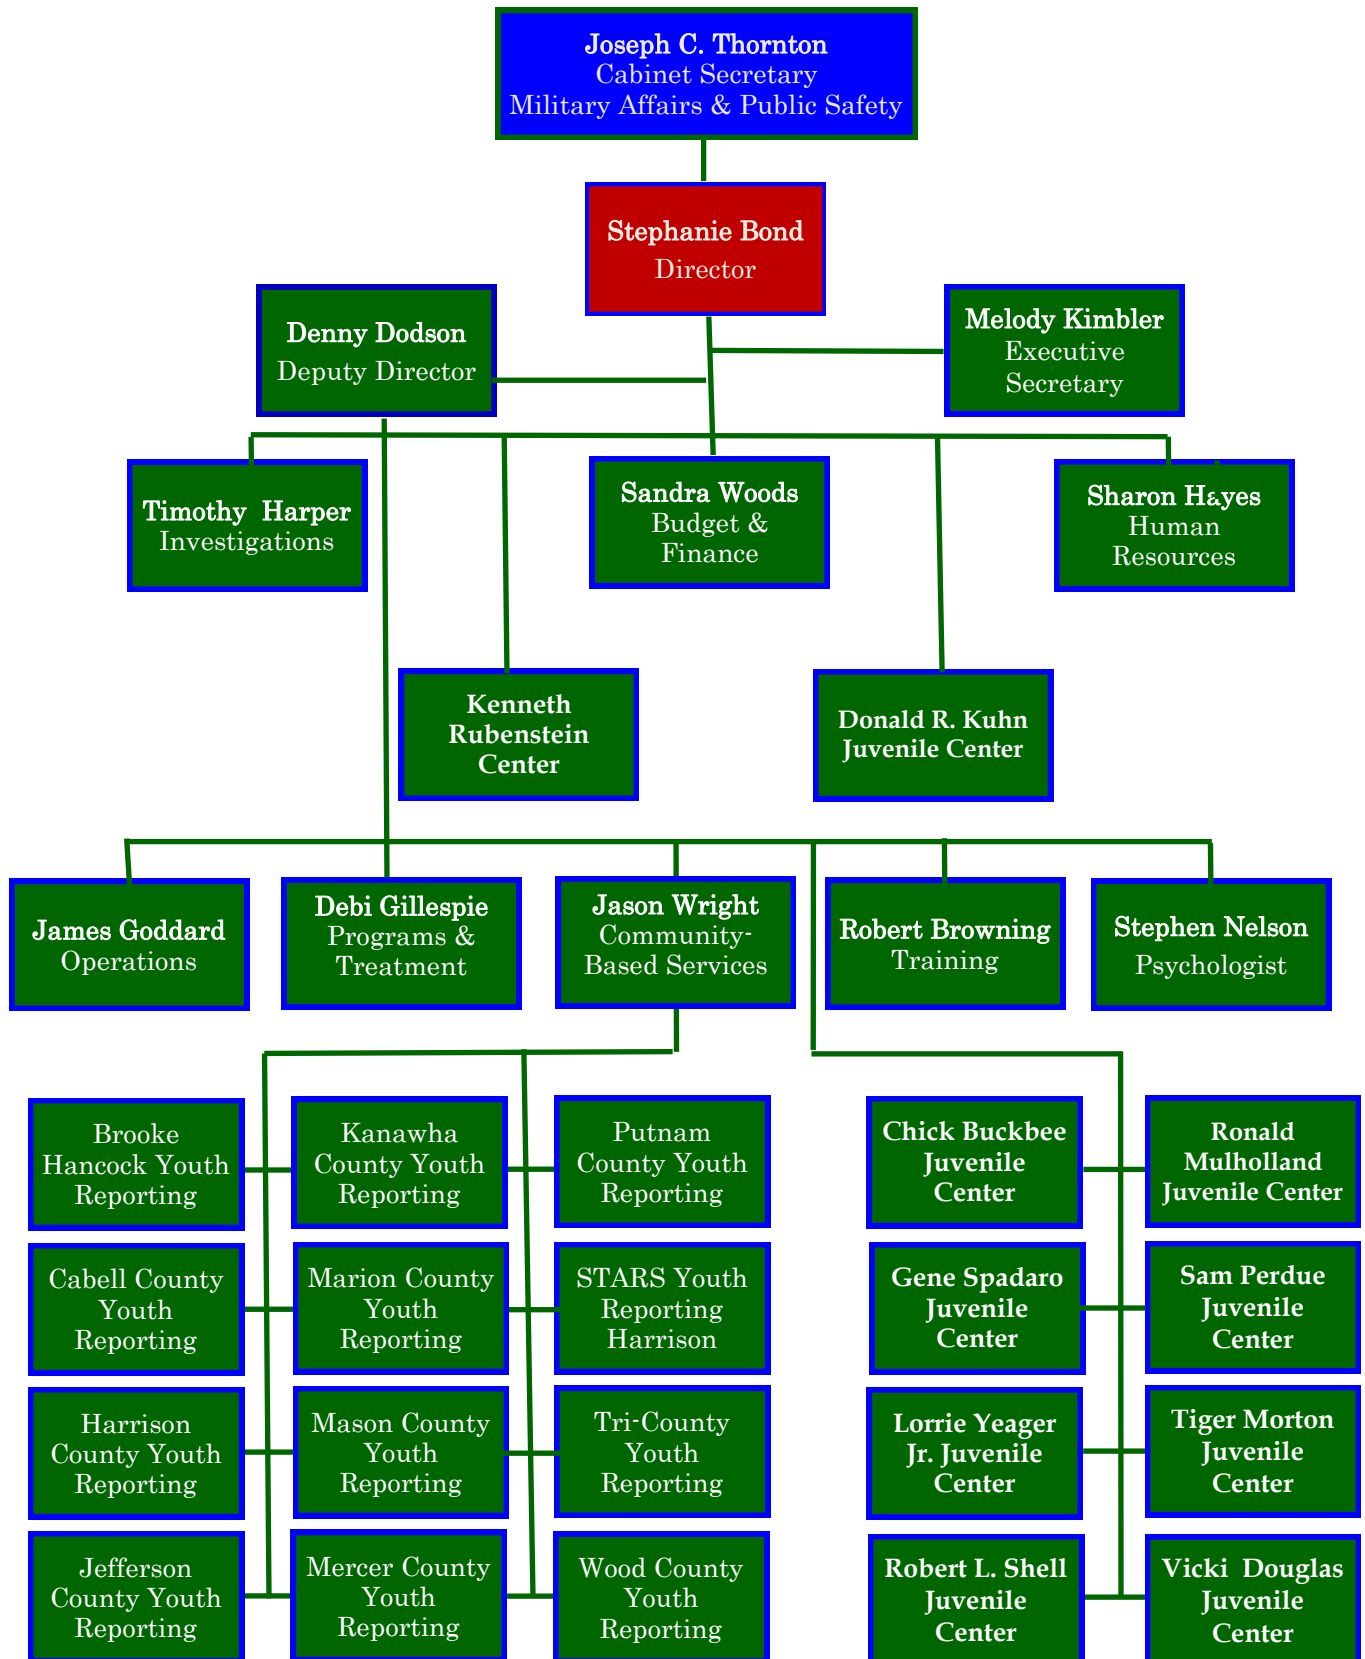 Joseph C. Thornton
Cabinet Secretary
Military Affairs & Public Safety
Stephanie Bond
Director
Denny Dodson
Deputy Director
Melody Kimbler
Executive
Secretary
Timothy Harper
Investigations
Sandra Woods
Budget &
Finance
Sharon Hayes
Human
Resources
Kenneth
Rubenstein
Center
Donald R. Kuhn
Juvenile Center
James Goddard
Operations
Debi Gillespie
Programs &
Treatment
Jason Wright
Community-
Based Services
Robert Browning
Training
Stephen Nelson
Psychologist
Brooke
Hancock Youth
Reporting
Kanawha
County Youth
Reporting
Putnam
County Youth
Reporting
Chick Buckbee
Juvenile
Center
Ronald
Mulholland
Juvenile Center
Cabell County
Youth
Reporting
Marion County
Youth
Reporting
STARS Youth
Reporting
Harrison
Gene Spadaro
Juvenile
Center
Sam Perdue
Juvenile
Center
Harrison
County Youth
Reporting
Mason County
Youth
Reporting
Tri-County
Youth
Reporting
Lorrie Yeager
Jr. Juvenile
Center
Tiger Morton
Juvenile
Center
Jefferson
County Youth
Reporting
Mercer County
Youth
Reporting
Wood County
Youth
Reporting
Robert L. Shell
Juvenile
Center
Vicki Douglas
Juvenile
Center